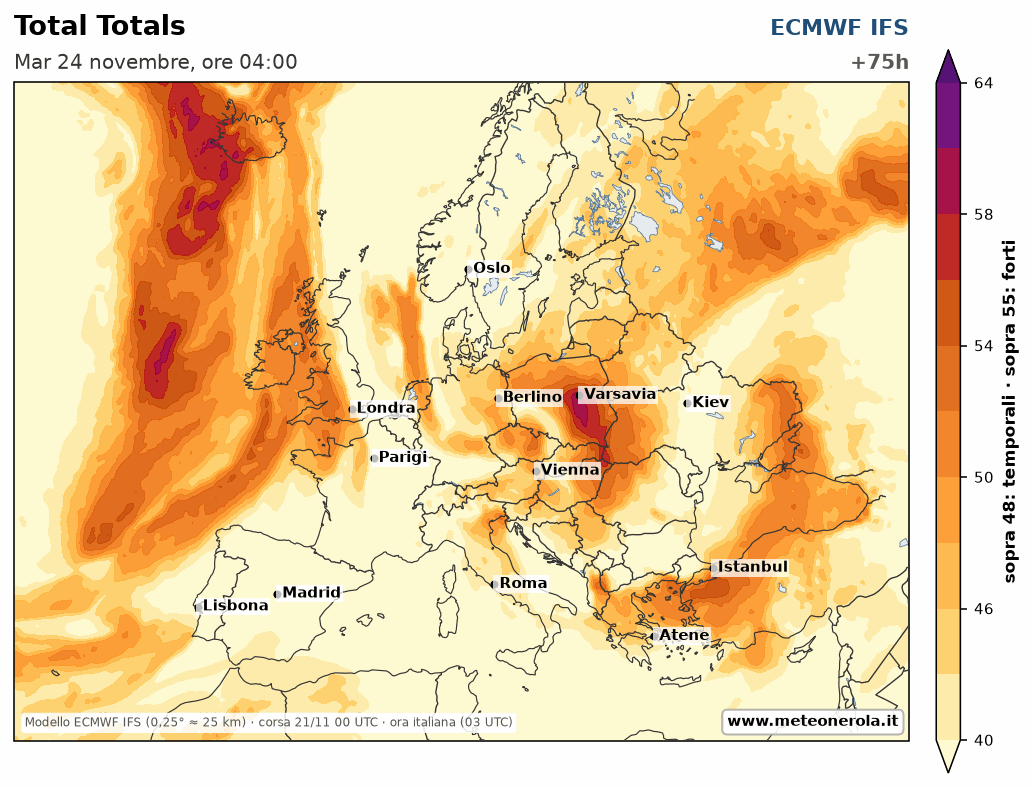 Total Totals
ECMWF IFS
Mar 24 novembre, ore 04:00
+75h
Oslo
Londra
Berlino
Varsavia
Kiev
Parigi
Vienna
Istanbul
Roma
Madrid
Lisbona
Atene
Modello ECMWF IFS (0,25° ≈ 25 km) · corsa 21/11 00 UTC · ora italiana (03 UTC)
www.meteonerola.it
64
58
54
50
46
40
sopra 48: temporali · sopra 55: forti